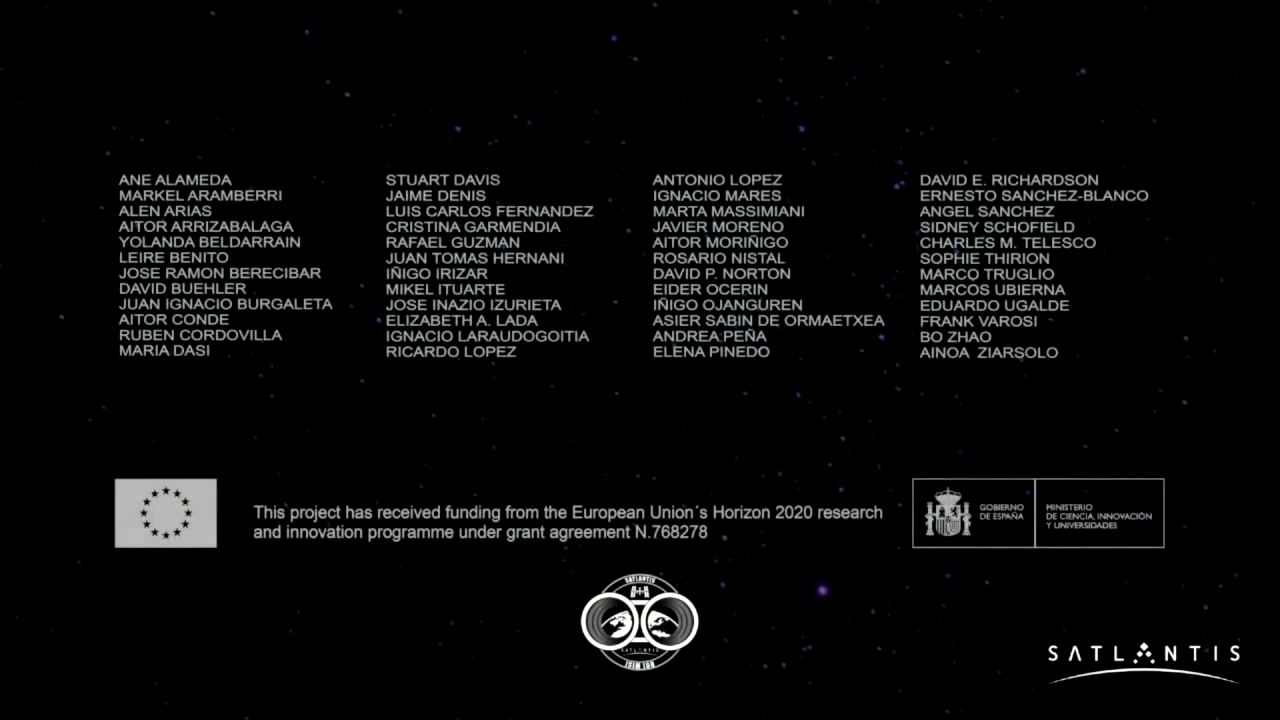 ANE ALAMEDA
MARKEL ARAMBERRI
ALEN ARIAS
AITOR ARRIZABALAGA
YOLANDA BELDARRAIN
LEIRE BENITO
JOSE RAMON BERECIBAR
DAVID BUEHLER
JUAN IGNACIO BURGALETA
AITOR CONDE
RUBEN CORDOVILLA
MARIA DASI
STUART DAVIS
JAIME DENIS
LUIS CARLOS FERNANDEZ
CRISTINA GARMENDIA
RAFAEL GUZMAN
JUAN TOMAS HERNANI
IÑIGO IRIZAR
MIKEL ITUARTE
JOSE INAZIO IZURIETA
ELIZABETH A. LADA
IGNACIO LARAUDOGOITIA
RICARDO LOPEZ
ANTONIO LOPEZ
IGNACIO MARES
MARTA MASSIMIANI
JAVIER MORENO
AITOR MORIÑIGO
ROSARIO NISTAL
DAVID P. NORTON
EIDER OCERIN
IÑIGO OJANGUREN
ASIER SABIN DE ORMAETXEA
ANDREA PEÑA
ELENA PINEDO
DAVID E. RICHARDSON
ERNESTO SANCHEZ-BLANCO
ANGEL SANCHEZ
SIDNEY SCHOFIELD
CHARLES M. TELESCO
SOPHIE THIRION
MARCO TRUGLIO
MARCOS UBIERNA
EDUARDO UGALDE
FRANK VAROSI
BO ZHAO
AINOA ZIARSOLO
This project has received funding from the European Union´s Horizon 2020 research
and innovation programme under grant agreement N.768278
GOBIERNO
DE ESPAÑA
MINISTERIO
DE CIENCIA, INNOVACIÓN
Y UNIVERSIDADES
SATLANTIS
SATLANTIS
iSIM 170
SATLANTIS